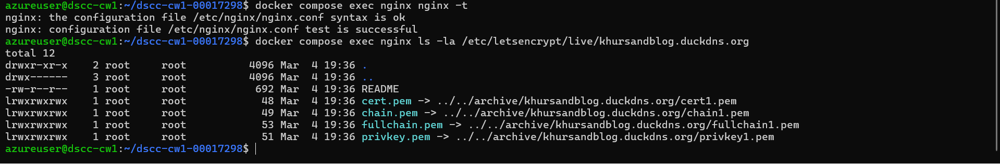 azureuser@dscc-cw1:~/dscc-cw1-00017298$ docker compose exec nginx nginx -t
nginx: the configuration file /etc/nginx/nginx.conf syntax is ok
nginx: configuration file /etc/nginx/nginx.conf test is successful
azureuser@dscc-cw1:~/dscc-cw1-00017298$ docker compose exec nginx ls -la /etc/letsencrypt/live/khursandblog.duckdns.org
total 12
drwxr-xr-x    2 root     root          4096 Mar  4 19:36 .
drwx------    3 root     root          4096 Mar  4 19:36 ..
-rw-r--r--    1 root     root           692 Mar  4 19:36 README
lrwxrwxrwx    1 root     root            48 Mar  4 19:36 cert.pem -> ../../archive/khursandblog.duckdns.org/cert1.pem
lrwxrwxrwx    1 root     root            49 Mar  4 19:36 chain.pem -> ../../archive/khursandblog.duckdns.org/chain1.pem
lrwxrwxrwx    1 root     root            53 Mar  4 19:36 fullchain.pem -> ../../archive/khursandblog.duckdns.org/fullchain1.pem
lrwxrwxrwx    1 root     root            51 Mar  4 19:36 privkey.pem -> ../../archive/khursandblog.duckdns.org/privkey1.pem
azureuser@dscc-cw1:~/dscc-cw1-00017298$